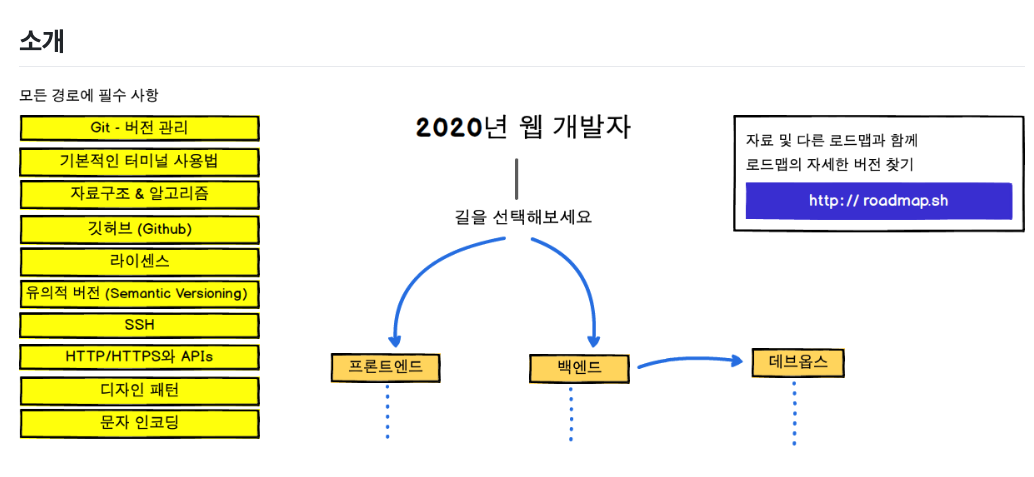 소개
모든 경로에 필수 사항
Git - 버전 관리
기본적인 터미널 사용법
자료구조 & 알고리즘
깃허브 (Github)
라이센스
유의적 버전 (Semantic Versioning)
SSH
HTTP/HTTPS와 APIs
디자인 패턴
문자 인코딩
2020년 웹 개발자
길을 선택해보세요
프론트엔드
백엔드
데브옵스
자료 및 다른 로드맵과 함께
로드맵의 자세한 버전 찾기
http:// roadmap.sh